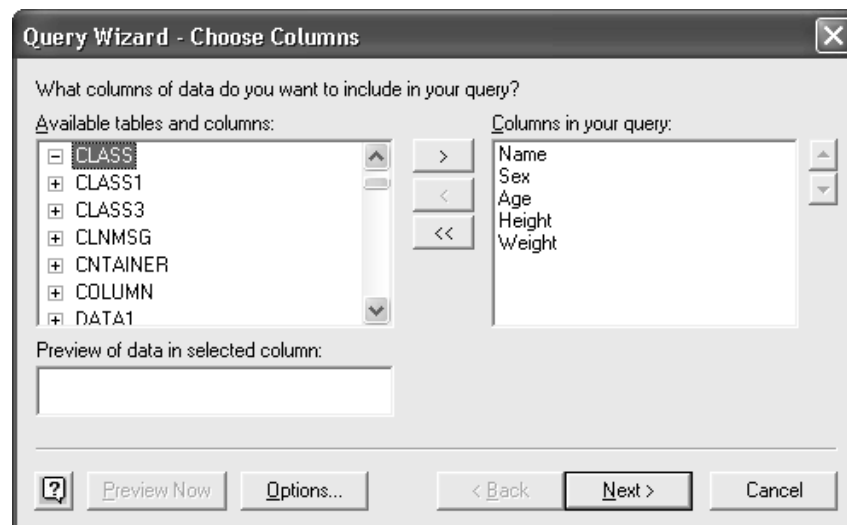 Query Wizard - Choose Columns
What columns of data do you want to include in your query?
Available tables and columns:
CLASS
CLASS1
CLASS3
CLNMSG
CNTAINER
COLUMN
DATA1
>
<
<<
Columns in your query:
Name
Sex
Age
Height
Weight
Preview of data in selected column:
?
Preview Now
Options...
< Back
Next >
Cancel